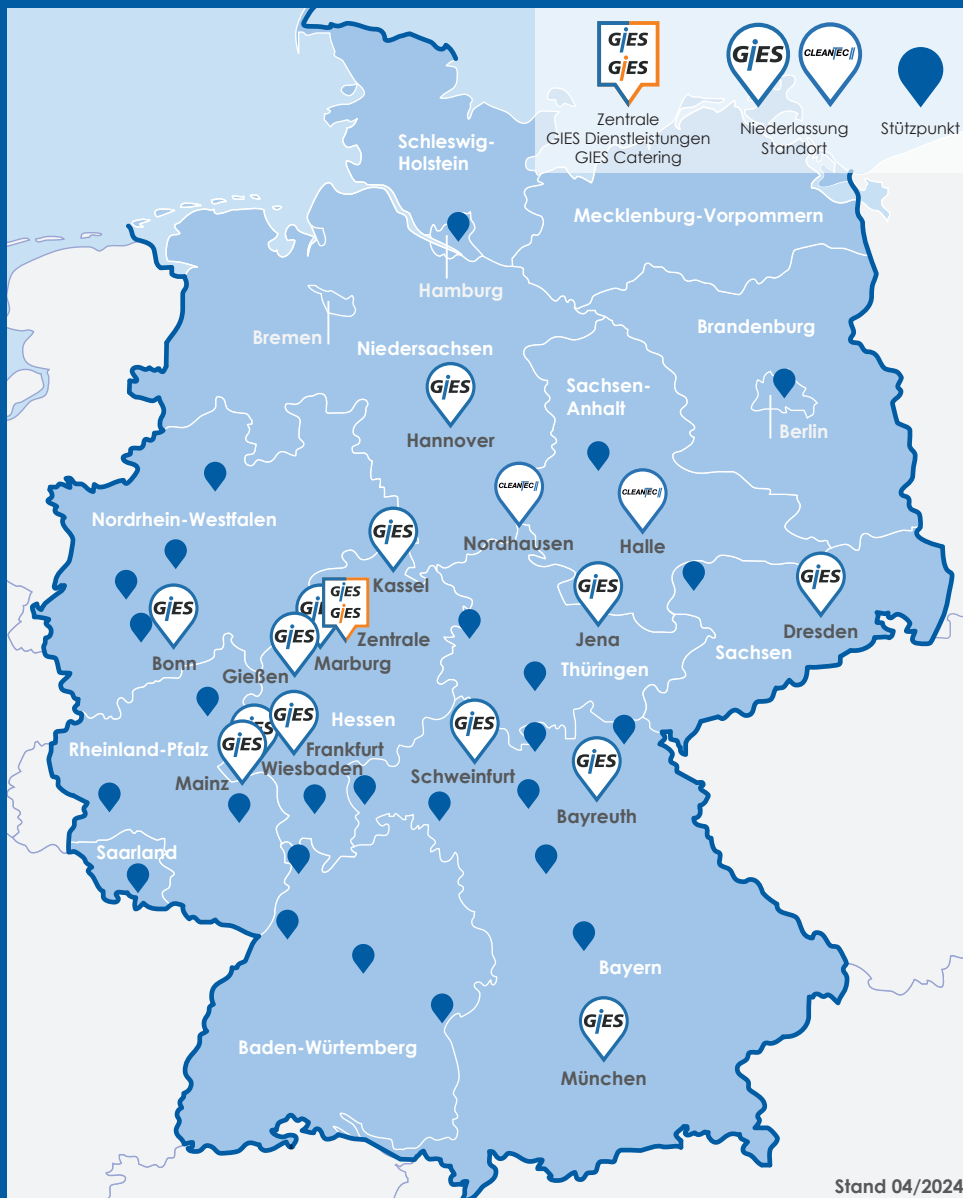 GiES
GiES
GiES
CLEANTEC
Zentrale
GIES Dienstleistungen
GIES Catering
Niederlassung
Standort
Stützpunkt
Schleswig-
Holstein
Mecklenburg-Vorpommern
Hamburg
Bremen
Niedersachsen
Brandenburg
GiES
Hannover
Sachsen-
Anhalt
Berlin
Nordrhein-Westfalen
CLEANTEC
Nordhausen
CLEANTEC
Halle
GiES
Kassel
GiES
Bonn
GiES
GiES
Zentrale
Marburg
GiES
Gießen
GiES
Jena
GiES
Dresden
Thüringen
Sachsen
Hessen
GiES
Frankfurt
Wiesbaden
GiES
Mainz
Rheinland-Pfalz
GiES
Schweinfurt
GiES
Bayreuth
Saarland
Bayern
GiES
München
Baden-Würtemberg
Stand 04/2024